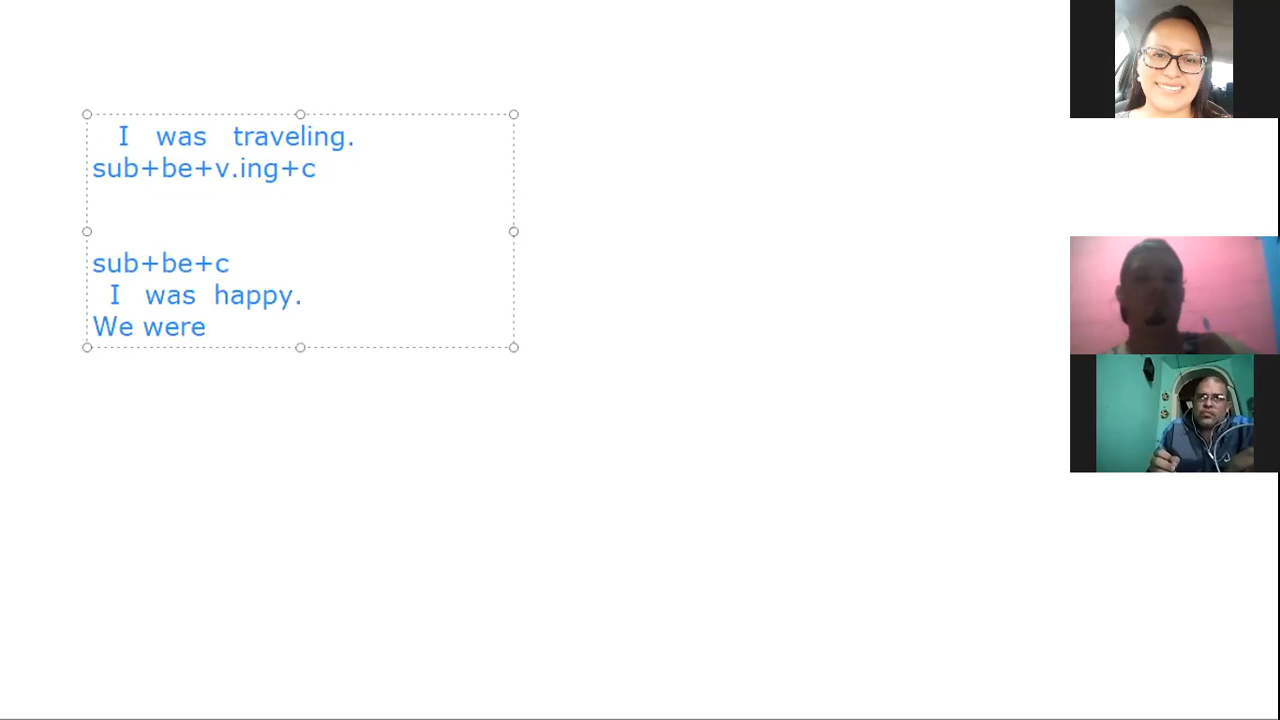 I was traveling.
sub+be+v.ing+c
sub+be+c
I was happy.
We were